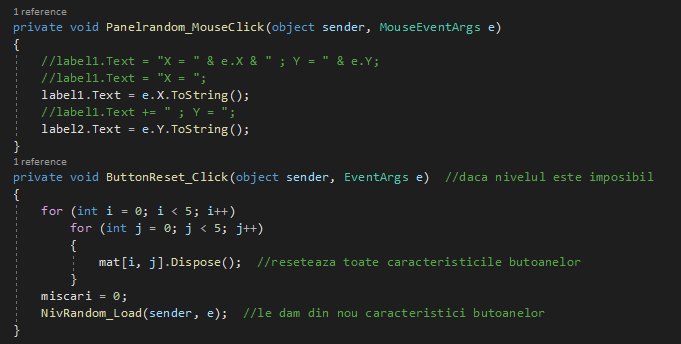 1 reference
private void Panelrandom_MouseClick(object sender, MouseEventArgs e)
{
//label1.Text = "X = " & e.X & " ; Y = " & e.Y;
//label1.Text = "X = ";
label1.Text = e.X.ToString();
//label1.Text += " ; Y = ";
label2.Text = e.Y.ToString();
}
1 reference
private void ButtonReset_Click(object sender, EventArgs e)  //daca nivelul este imposibil
{
for (int i = 0; i < 5; i++)
for (int j = 0; j < 5; j++)
{
mat[i, j].Dispose();  //reseteaza toate caracteristicile butoanelor
}
miscari = 0;
NivRandom_Load(sender, e);  //le dam din nou caracteristici butoanelor
}